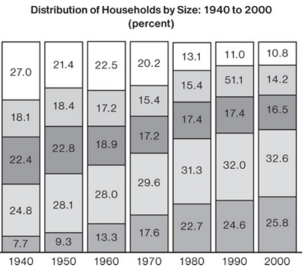 Distribution of Households by Size: 1940 to 2000
(percent)
27.0 21.4 22.5 20.2 13.1 11.0 10.8
18.1 18.4 17.2 15.4 15.4 51.1 14.2
22.4 22.8 18.9 17.2 17.4 17.4 16.5
24.8 28.1 28.0 29.6 31.3 32.0 32.6
7.7 9.3 13.3 17.6 22.7 24.6 25.8
1940 1950 1960 1970 1980 1990 2000